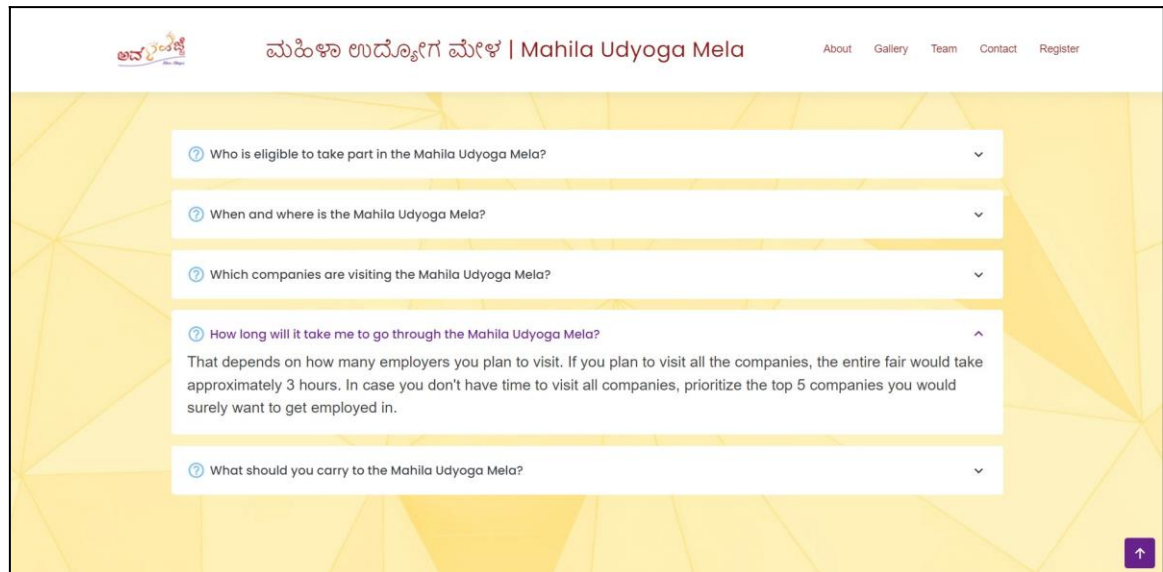 ಮಹಿಳಾ ಉದ್ಯೋಗ ಮೇಳ | Mahila Udyoga Mela
About Gallery Team Contact Register
Who is eligible to take part in the Mahila Udyoga Mela?
When and where is the Mahila Udyoga Mela?
Which companies are visiting the Mahila Udyoga Mela?
How long will it take me to go through the Mahila Udyoga Mela?
That depends on how many employers you plan to visit. If you plan to visit all the companies, the entire fair would take
approximately 3 hours. In case you don't have time to visit all companies, prioritize the top 5 companies you would
surely want to get employed in.
What should you carry to the Mahila Udyoga Mela?